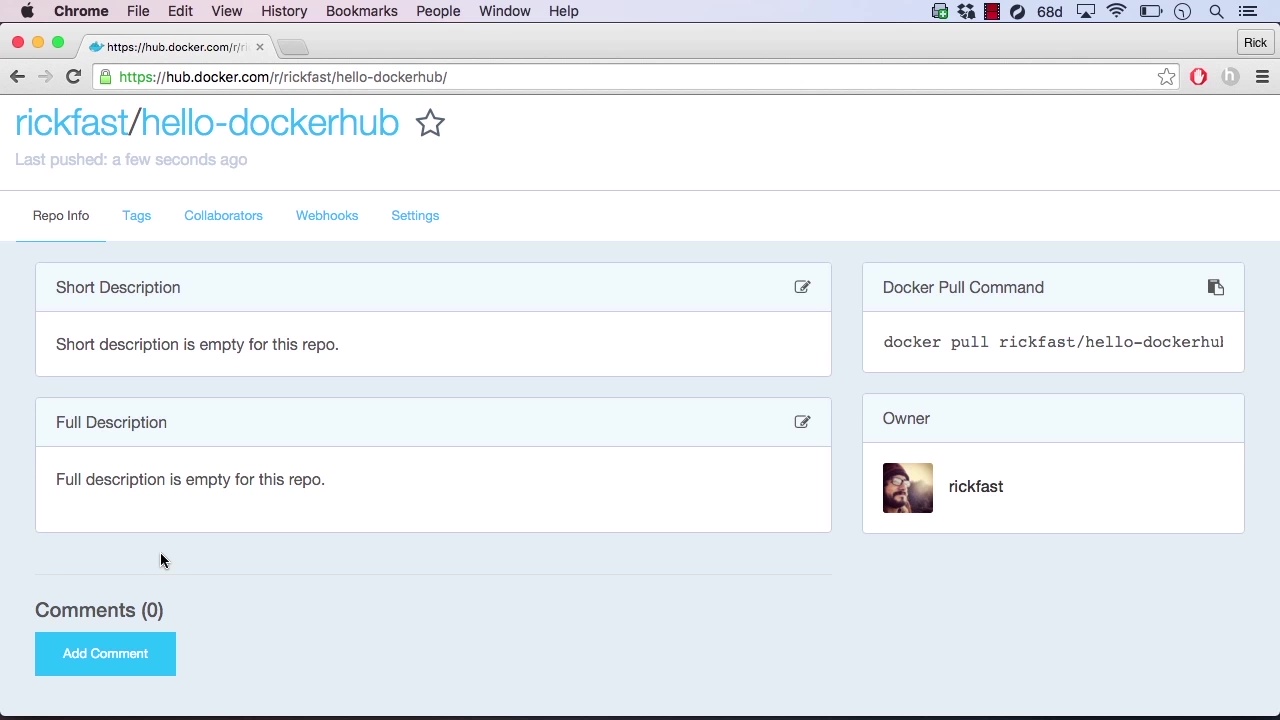 Chrome File Edit View History Bookmarks People Window Help 68d
https://hub.docker.com/r/ri Rick
https://hub.docker.com/r/rickfast/hello-dockerhub/
rickfast/hello-dockerhub
Last pushed: a few seconds ago
Repo Info Tags Collaborators Webhooks Settings
Short Description
Short description is empty for this repo.
Full Description
Full description is empty for this repo.
Docker Pull Command
docker pull rickfast/hello-dockerhub
Owner
rickfast
Comments (0)
Add Comment